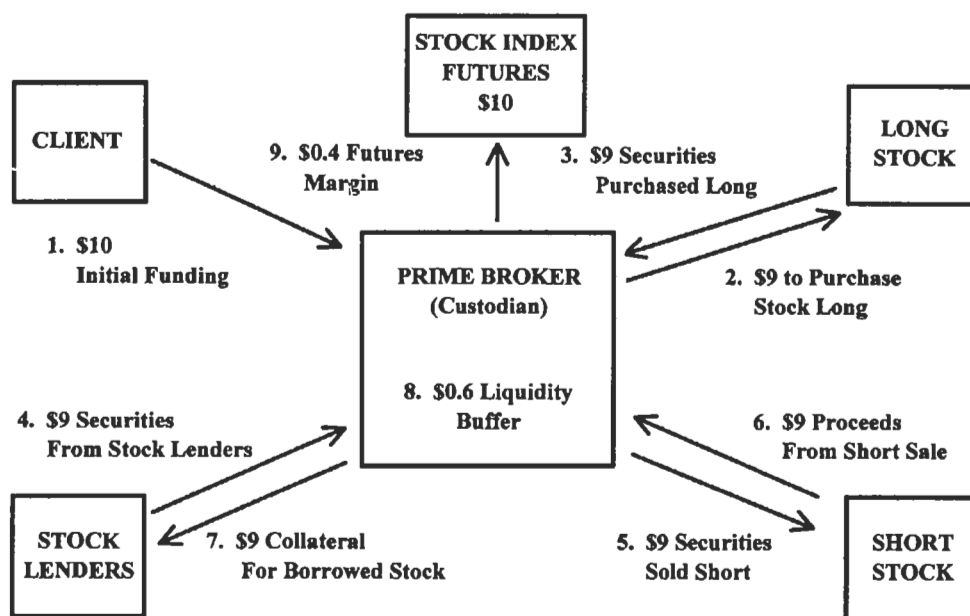 STOCK INDEX
FUTURES
$10
CLIENT
LONG
STOCK
9. $0.4 Futures
Margin
3. $9 Securities
Purchased Long
1. $10
Initial Funding
PRIME BROKER
(Custodian)
2. $9 to Purchase
Stock Long
8. $0.6 Liquidity
Buffer
4. $9 Securities
From Stock Lenders
6. $9 Proceeds
From Short Sale
STOCK
LENDERS
7. $9 Collateral
For Borrowed Stock
5. $9 Securities
Sold Short
SHORT
STOCK